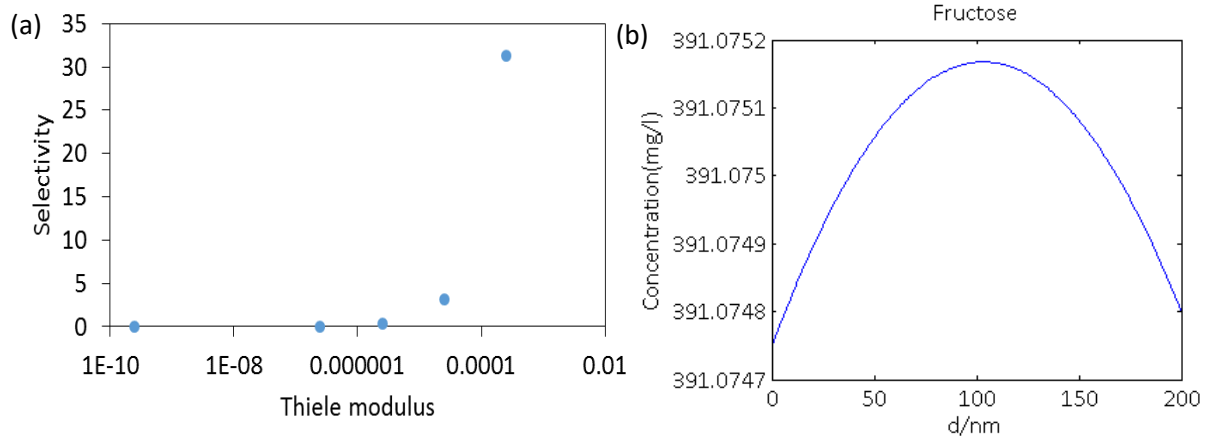 (a)
35
30
25
20
15
10
5
0
Selectivity
1E-10 1E-08 0.000001 0.0001 0.01
Thiele modulus
(b)
Fructose
391.0752
391.0751
391.075
391.0749
391.0748
391.0747
Concentration(mg/l)
0 50 100 150 200
d/nm